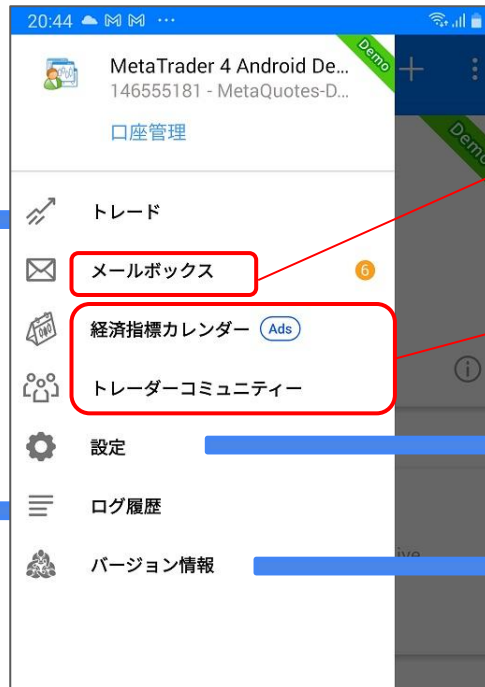 20:44
MetaTrader 4 Android De...
146555181 - MetaQuotes-D...
Demo
口座管理
Demo
トレード
メールボックス 6
経済指標カレンダー Ads
トレーダーコミュニティー
設定
ログ履歴
バージョン情報